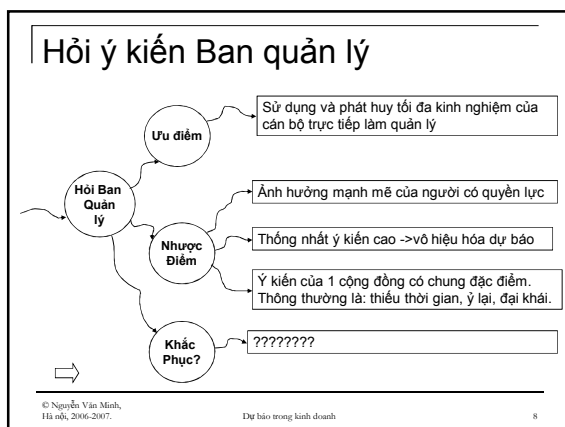 Hỏi ý kiến Ban quản lý
Ưu điểm
Sử dụng và phát huy tối đa kinh nghiệm của
cán bộ trực tiếp làm quản lý
Hỏi Ban
Quản
lý
Nhược
Điểm
Ảnh hưởng mạnh mẽ của người có quyền lực
Thống nhất ý kiến cao ->vô hiệu hóa dự báo
Ý kiến của 1 cộng đồng có chung đặc điểm.
Thông thường là: thiếu thời gian, ỷ lại, đại khái.
Khắc
Phục?
????????
© Nguyễn Văn Minh,
Hà nội, 2006-2007.
Dự báo trong kinh doanh
8